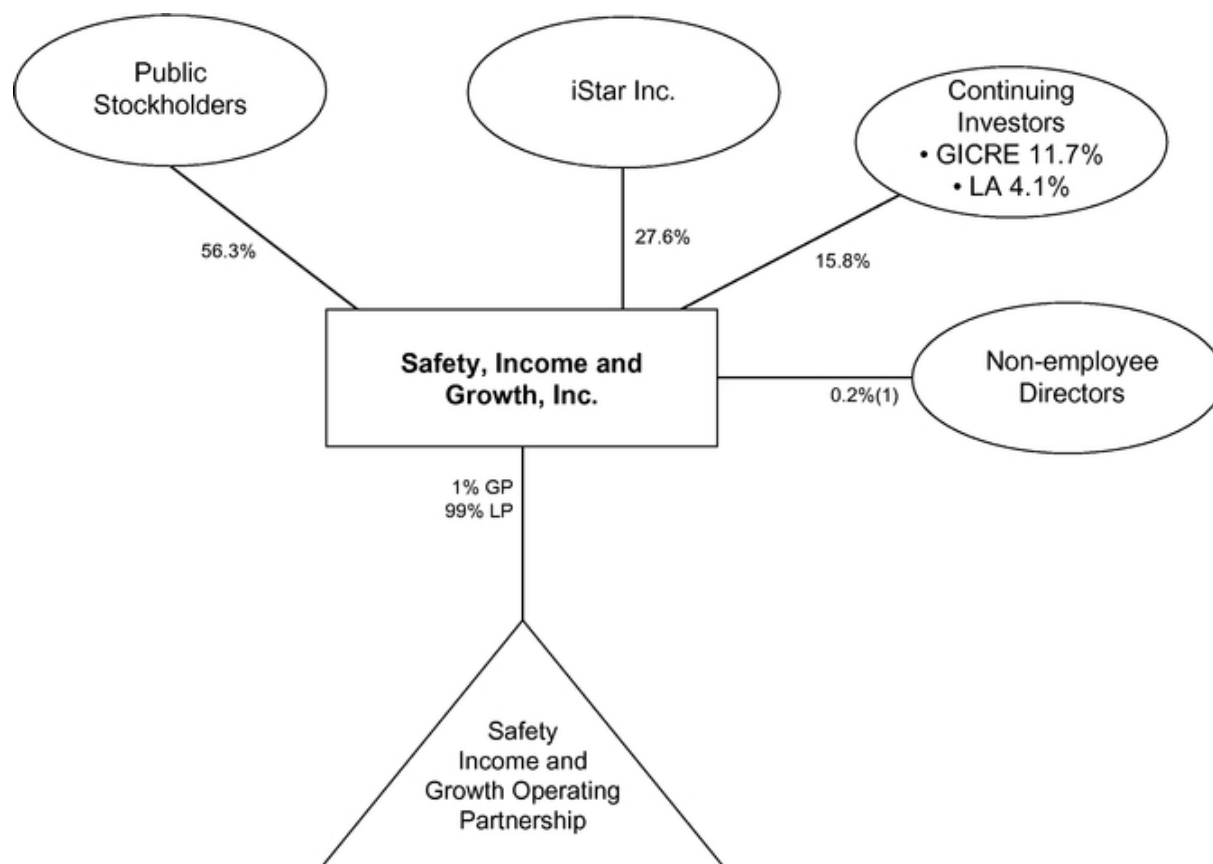 Public
Stockholders
iStar Inc.
Continuing
Investors
• GICRE 11.7%
• LA 4.1%
56.3%
27.6%
15.8%
Safety, Income and
Growth, Inc.
Non-employee
Directors
0.2%(1)
1% GP
99% LP
Safety
Income and
Growth Operating
Partnership